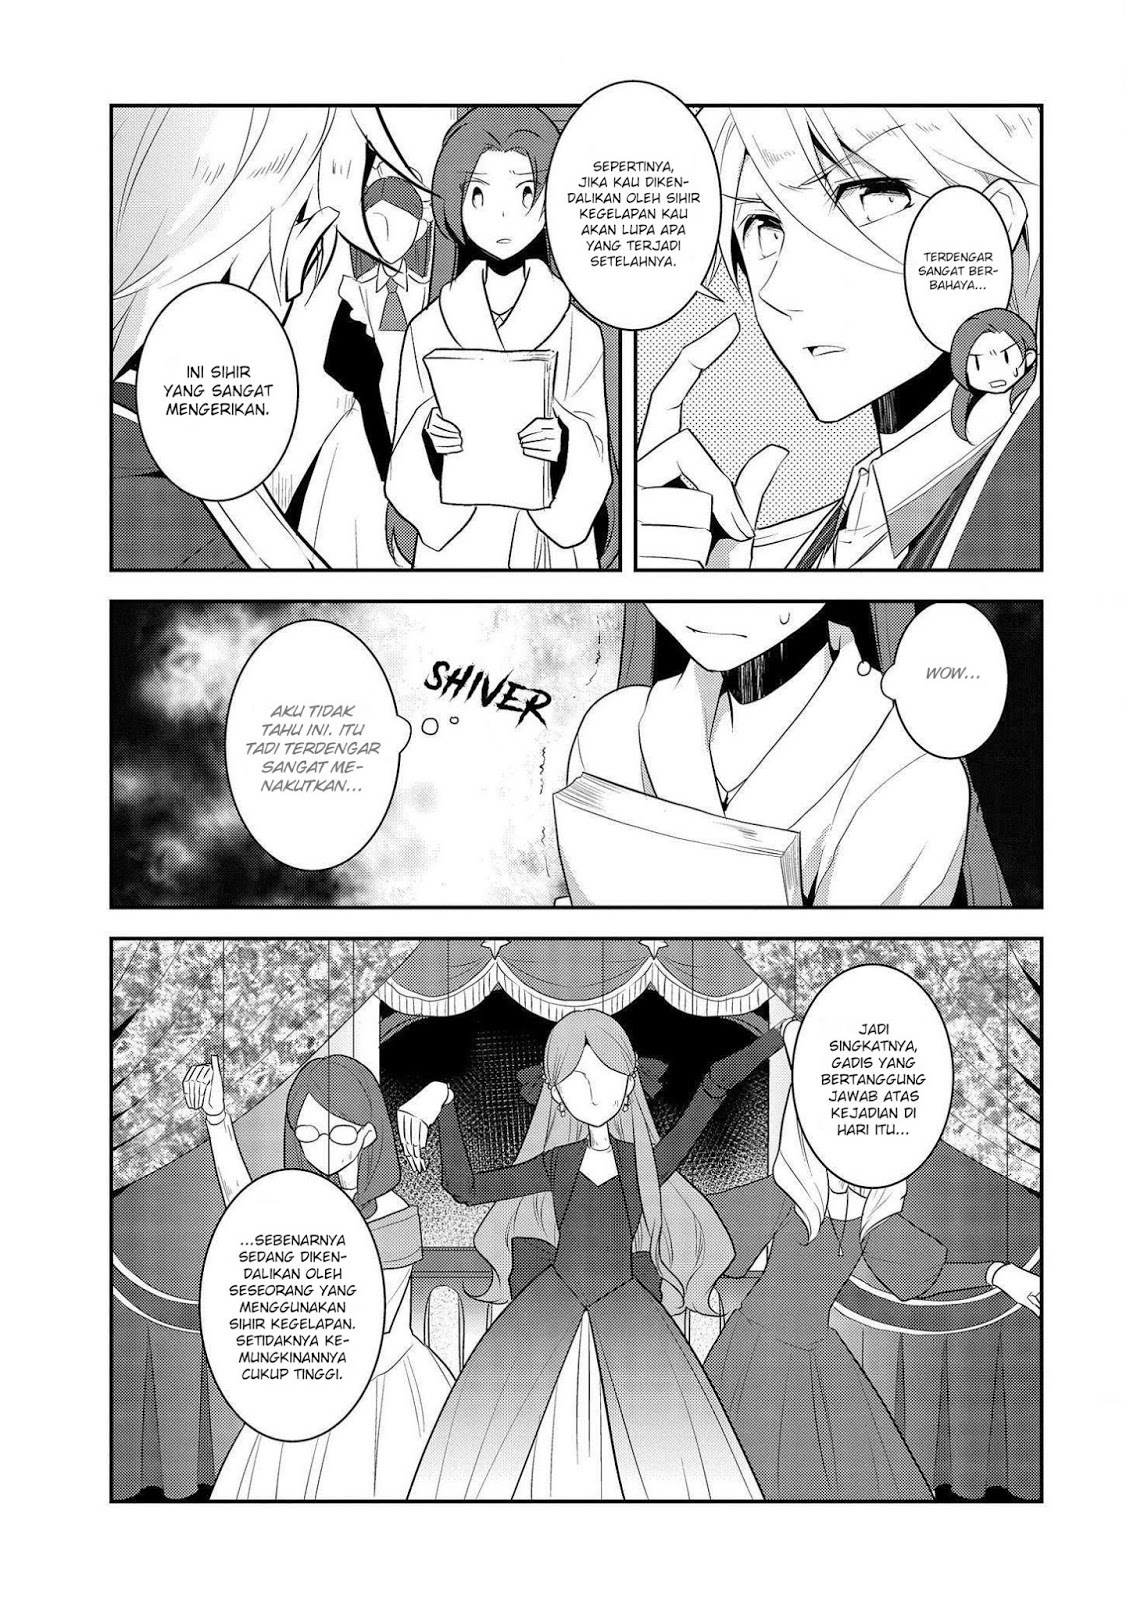 SEPERTINYA,
JIKA KAU DIKEN-
DALIKAN OLEH SIHIR
KEGELAPAN KAU
AKAN LUPA APA
YANG TERJADI
SETELAHNYA.
TERDENGAR
SANGAT BER-
BAHAYA...
INI SIHIR
YANG SANGAT
MENGERIKAN.
WOW...
SHIVER
AKU TIDAK
TAHU INI. ITU
TADI TERDENGAR
SANGAT ME-
NAKUTKAN...
JADI
SINGKATNYA,
GADIS YANG
BERTANGGUNG
JAWAB ATAS
KEJADIAN DI
HARI ITU...
...SEBENARNYA
SEDANG DIKEN-
DALIKAN OLEH
SESEORANG YANG
MENGGUNAKAN
SIHIR KEGELAPAN.
SETIDAKNYA KE-
MUNGKINANNYA
CUKUP TINGGI.